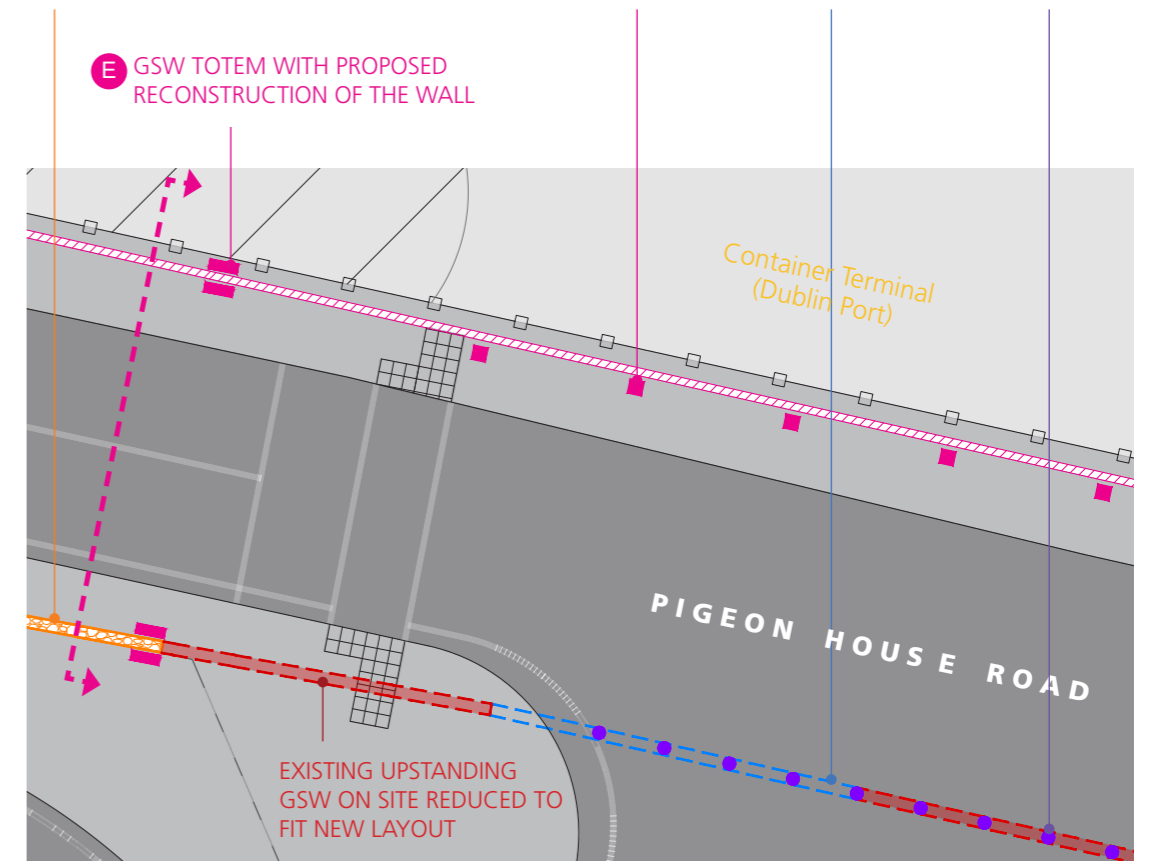 E GSW TOTEM WITH PROPOSED
RECONSTRUCTION OF THE WALL
Container Terminal
(Dublin Port)
PIGEON HOUSE ROAD
EXISTING UPSTANDING
GSW ON SITE REDUCED TO
FIT NEW LAYOUT